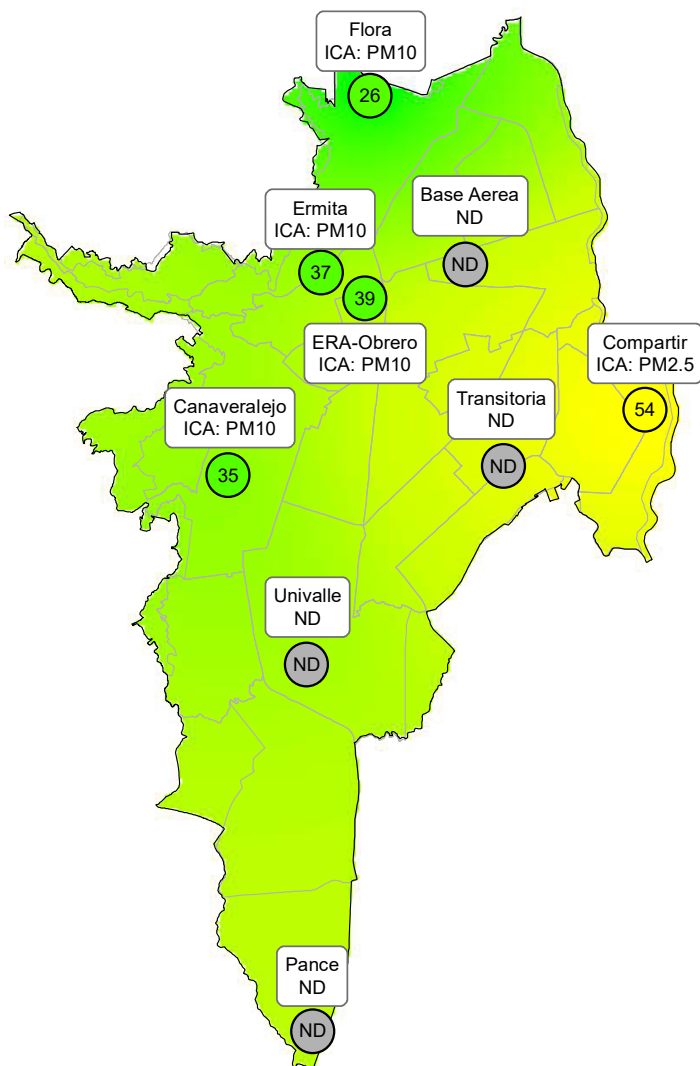 Flora
ICA: PM10
26
Ermita
ICA: PM10
37
Base Aerea
ND
ND
39
ERA-Obrero
ICA: PM10
Compartir
ICA: PM2.5
54
Canaveralejo
ICA: PM10
35
Transitoria
ND
ND
Univalle
ND
ND
Pance
ND
ND